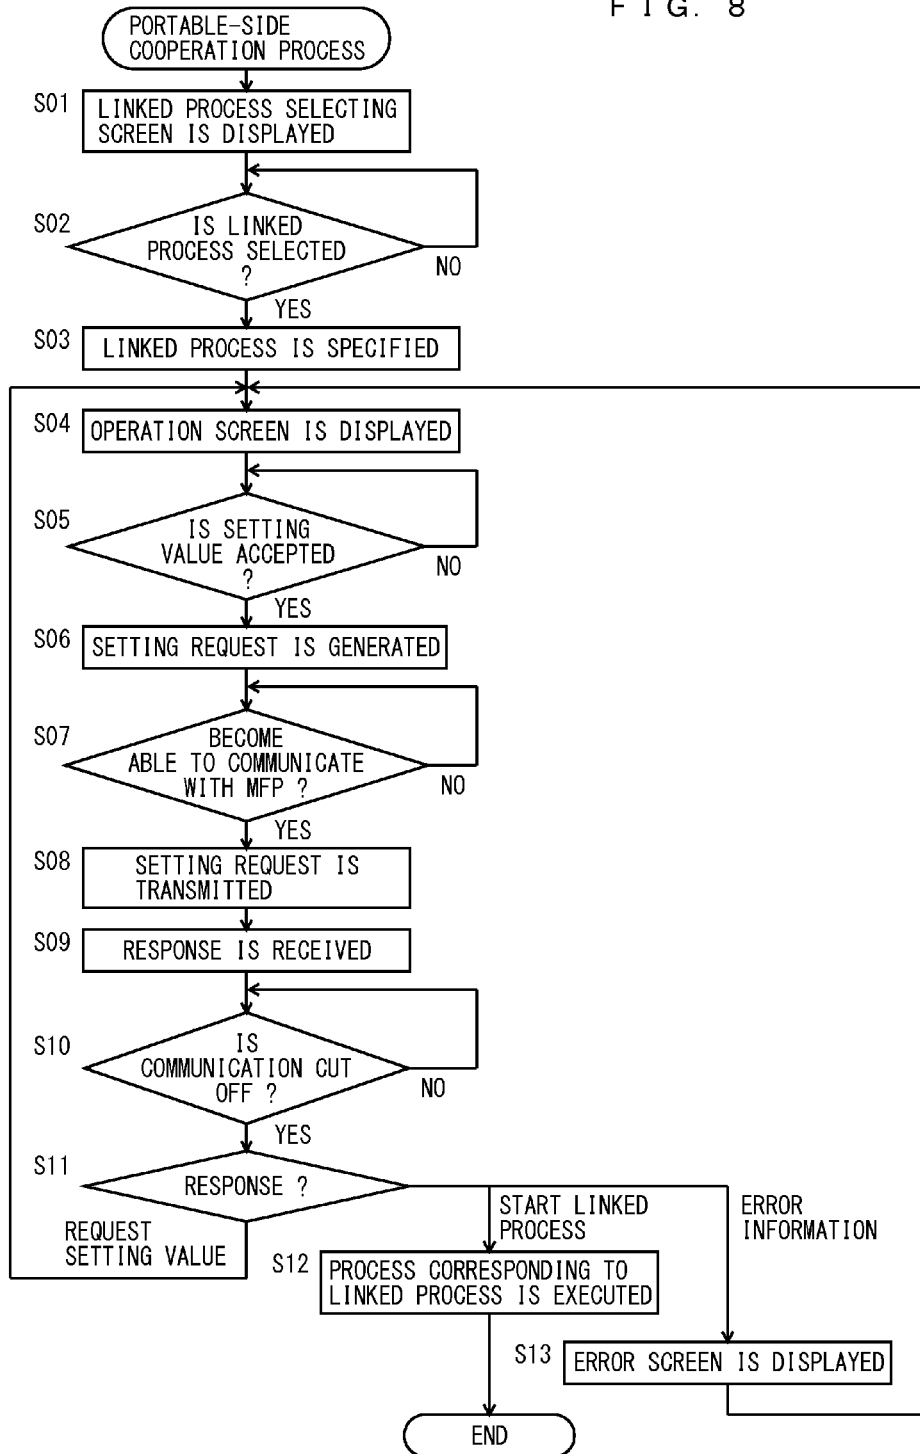 FIG. 8
PORTABLE-SIDE
COOPERATION PROCESS
S01
LINKED PROCESS SELECTING
SCREEN IS DISPLAYED
S02
IS LINKED
PROCESS SELECTED
?
NO
YES
S03
LINKED PROCESS IS SPECIFIED
S04
OPERATION SCREEN IS DISPLAYED
S05
IS SETTING
VALUE ACCEPTED
?
NO
YES
S06
SETTING REQUEST IS GENERATED
S07
BECOME
ABLE TO COMMUNICATE
WITH MFP ?
NO
YES
S08
SETTING REQUEST IS
TRANSMITTED
S09
RESPONSE IS RECEIVED
S10
IS
COMMUNICATION CUT
OFF ?
NO
YES
S11
RESPONSE ?
REQUEST
SETTING VALUE
START LINKED
PROCESS
ERROR
INFORMATION
S12
PROCESS CORRESPONDING TO
LINKED PROCESS IS EXECUTED
S13
ERROR SCREEN IS DISPLAYED
END